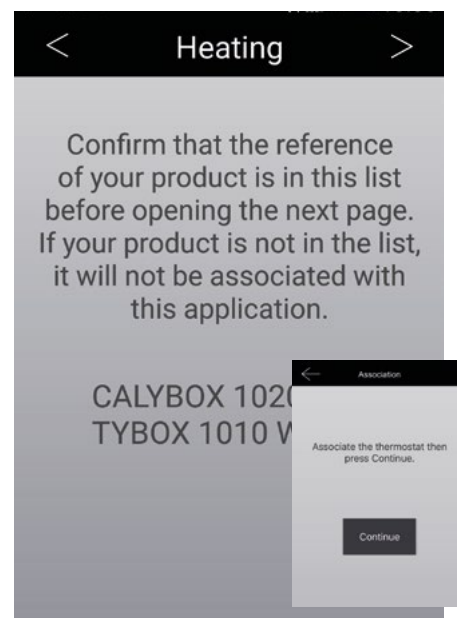 < Heating >
Confirm that the reference
of your product is in this list
before opening the next page.
If your product is not in the list,
it will not be associated with
this application.
CALYBOX 1020
TYBOX 1010
Association
Associate the thermostat then
press Continue.
Continue